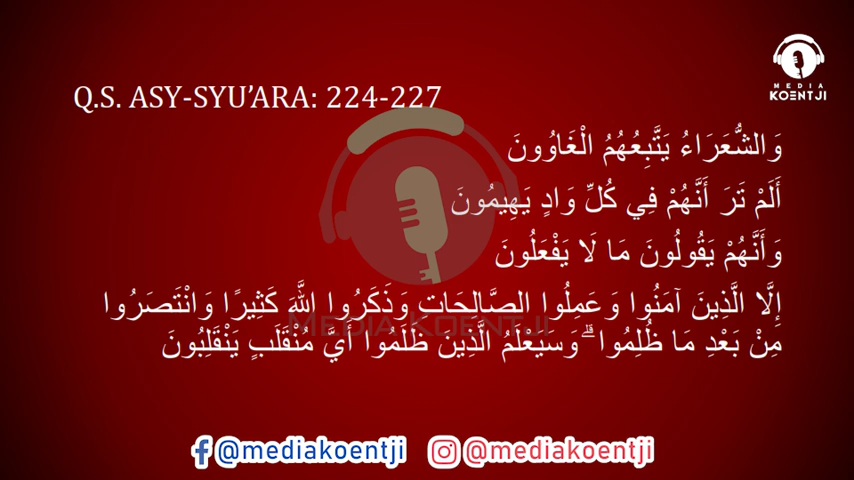 MEDIA
KOENTJI
Q.S. ASY-SYU’ARA: 224-227
وَالشُّعَرَاءُ يَتَّبِعُهُمُ الْغَاوُونَ
أَلَمْ تَرَ أَنَّهُمْ فِي كُلِّ وَادٍ يَهِيمُونَ
وَأَنَّهُمْ يَقُولُونَ مَا لَا يَفْعَلُونَ
إِلَّا الَّذِينَ آمَنُوا وَعَمِلُوا الصَّالِحَاتِ وَذَكَرُوا اللَّهَ كَثِيرًا وَانْتَصَرُوا
مِنْ بَعْدِ مَا ظُلِمُوا ۗ وَسَيَعْلَمُ الَّذِينَ ظَلَمُوا أَيَّ مُنْقَلَبٍ يَنْقَلِبُونَ
MEDIA KOENTJI
@mediakoentji @mediakoentji